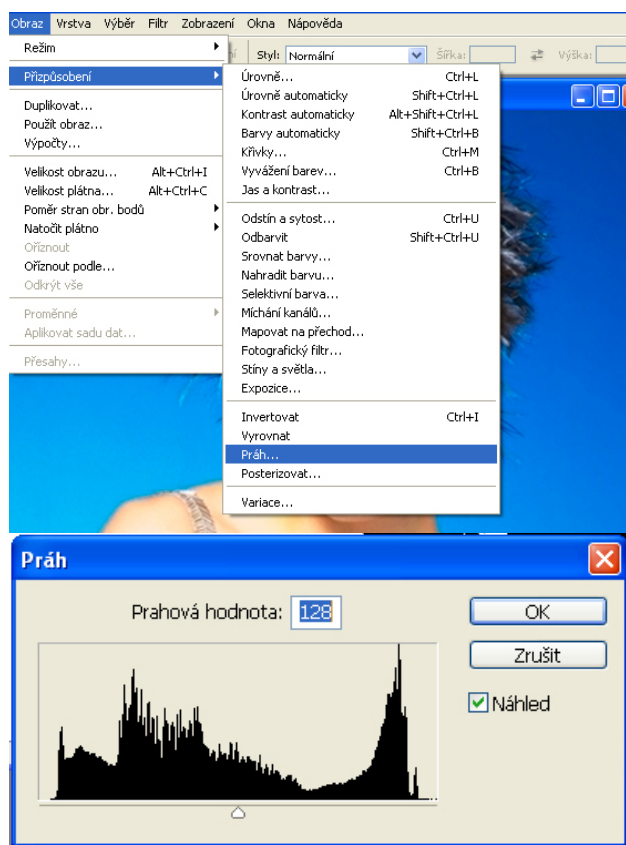 Obraz Vrstva Výběr Filtr Zobrazení Okna Nápověda
Styl: Normální Šířka: Výška:
Režim
Přizpůsobení
Duplikovat...
Použít obraz...
Výpočty...
Velikost obrazu... Alt+Ctrl+I
Velikost plátna... Alt+Ctrl+C
Poměr stran obr. bodů
Natočit plátno
Oříznout
Oříznout podle...
Odkrýt vše
Proměnné
Aplikovat sadu dat...
Přesahy...
Úrovně... Ctrl+L
Úrovně automaticky Shift+Ctrl+L
Kontrast automaticky Alt+Shift+Ctrl+L
Barvy automaticky Shift+Ctrl+B
Křivky... Ctrl+M
Vyvážení barev... Ctrl+B
Jas a kontrast...
Odstín a sytost... Ctrl+U
Odbarvit Shift+Ctrl+U
Srovnat barvy...
Nahradit barvu...
Selektivní barva...
Míchání kanálů...
Mapovat na přechod...
Fotografický filtr...
Stíny a světla...
Expozice...
Invertovat Ctrl+I
Vyrovnat
Práh...
Posterizovat...
Variace...
Práh
Prahová hodnota: 128
OK
Zrušit
Náhled